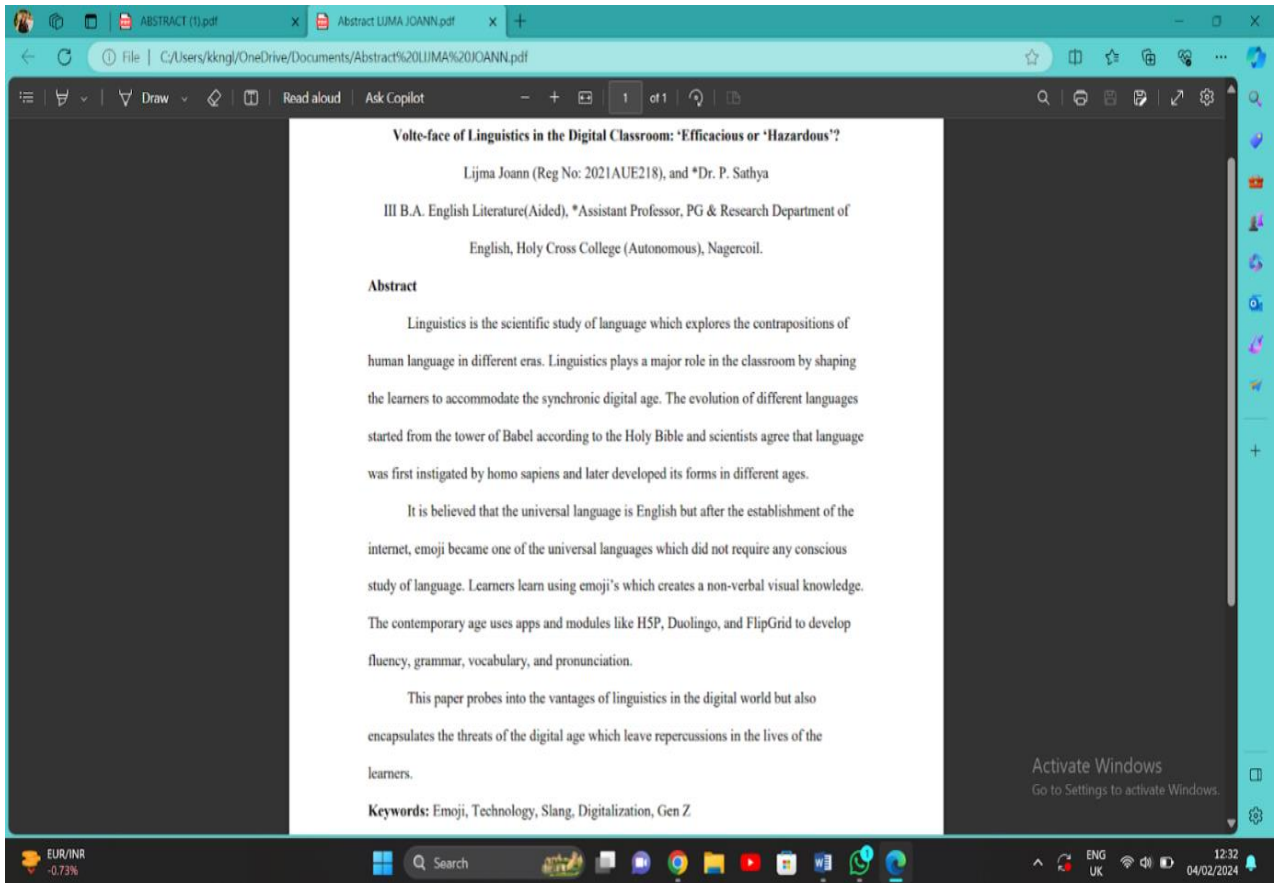 ABSTRACT (1).pdf
Abstract LIJMA JOANN.pdf
File | C:/Users/kkngl/OneDrive/Documents/Abstract%20LIJMA%20JOANN.pdf
Draw
Read aloud
Ask Copilot
1 of 1
Volte-face of Linguistics in the Digital Classroom: ‘Efficacious or ‘Hazardous’?
Lijma Joann (Reg No: 2021AUE218), and *Dr. P. Sathya
III B.A. English Literature(Aided), *Assistant Professor, PG & Research Department of
English, Holy Cross College (Autonomous), Nagercoil.
Abstract
Linguistics is the scientific study of language which explores the contrapositions of
human language in different eras. Linguistics plays a major role in the classroom by shaping
the learners to accommodate the synchronic digital age. The evolution of different languages
started from the tower of Babel according to the Holy Bible and scientists agree that language
was first instigated by homo sapiens and later developed its forms in different ages.
It is believed that the universal language is English but after the establishment of the
internet, emoji became one of the universal languages which did not require any conscious
study of language. Learners learn using emoji’s which creates a non-verbal visual knowledge.
The contemporary age uses apps and modules like H5P, Duolingo, and FlipGrid to develop
fluency, grammar, vocabulary, and pronunciation.
This paper probes into the vantages of linguistics in the digital world but also
encapsulates the threats of the digital age which leave repercussions in the lives of the
learners.
Keywords: Emoji, Technology, Slang, Digitalization, Gen Z
Activate Windows
Go to Settings to activate Windows.
EUR/INR
-0.73%
Search
ENG
UK
12:32
04/02/2024